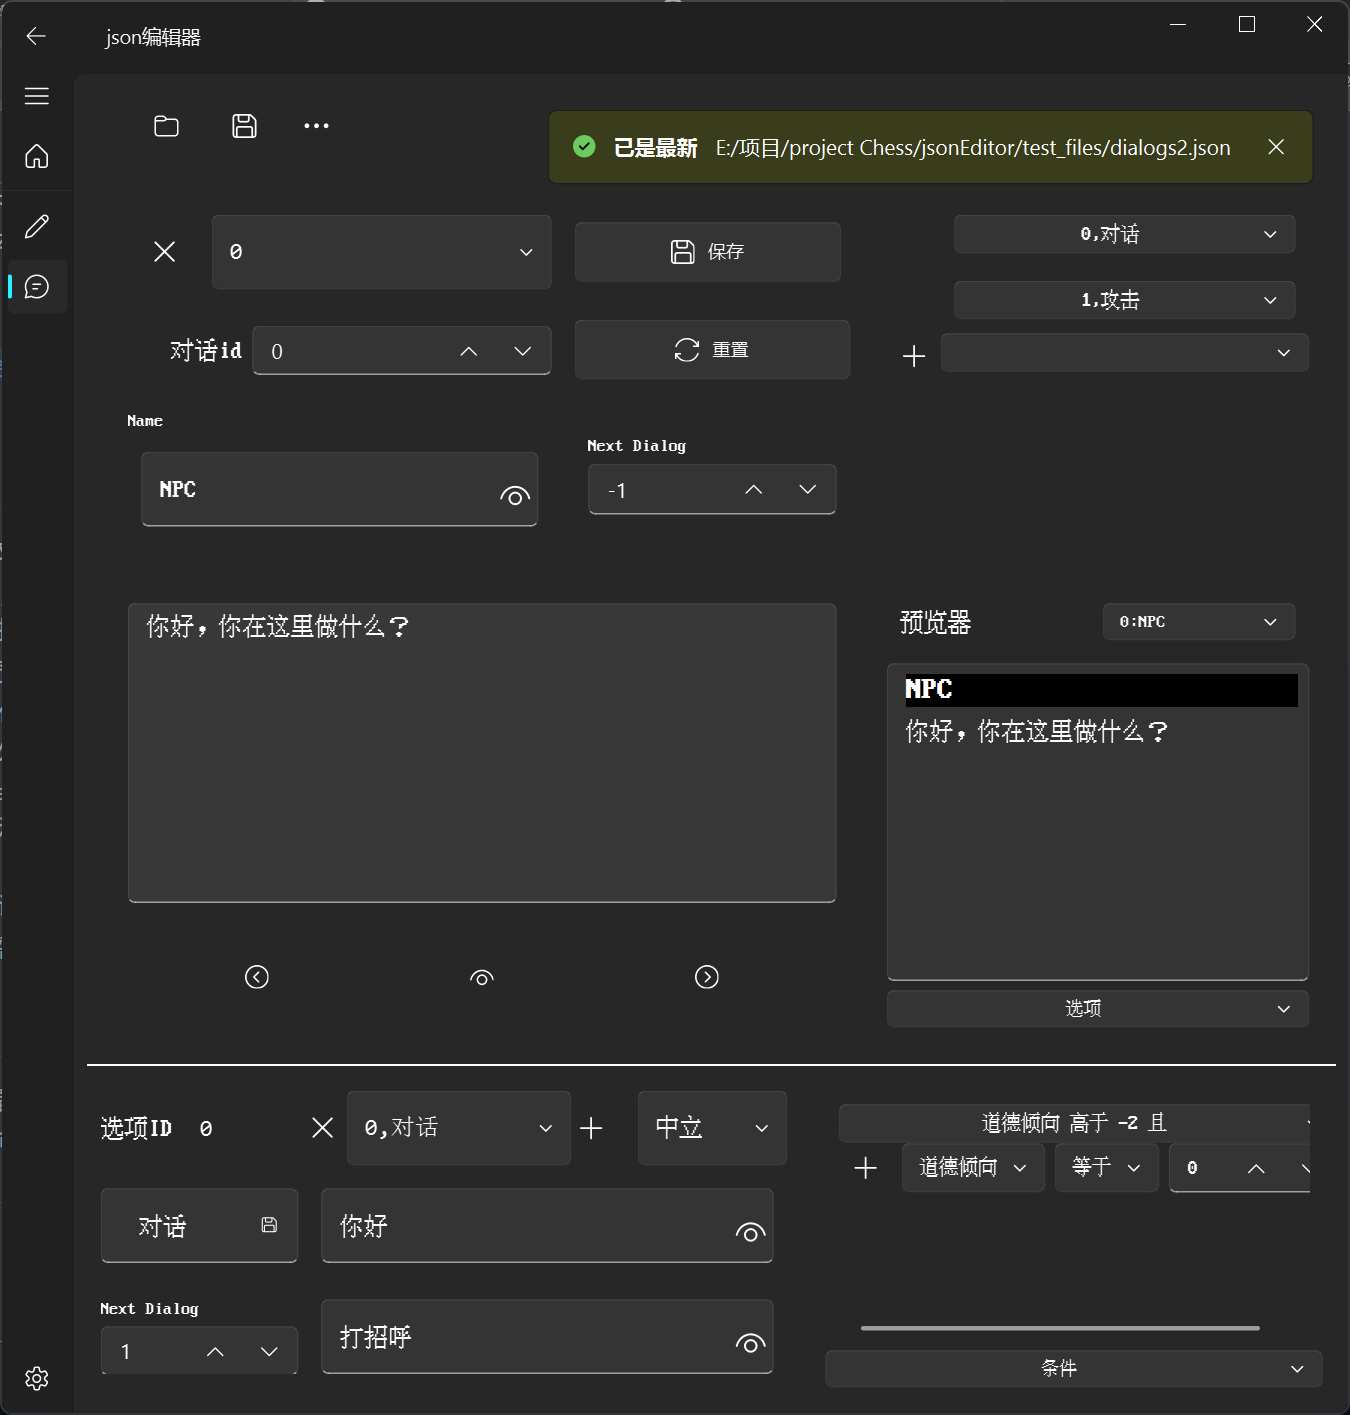 json编辑器
已是最新 E:/项目/project Chess/jsonEditor/test_files/dialogs2.json
0
保存
0,对话
1,攻击
对话id 0
重置
Name
NPC
Next Dialog
-1
你好，你在这里做什么？
预览器
0:NPC
NPC
你好，你在这里做什么？
选项
选项ID 0
0,对话
中立
道德倾向 高于 -2 且
道德倾向
等于
0
对话
你好
Next Dialog
1
打招呼
条件